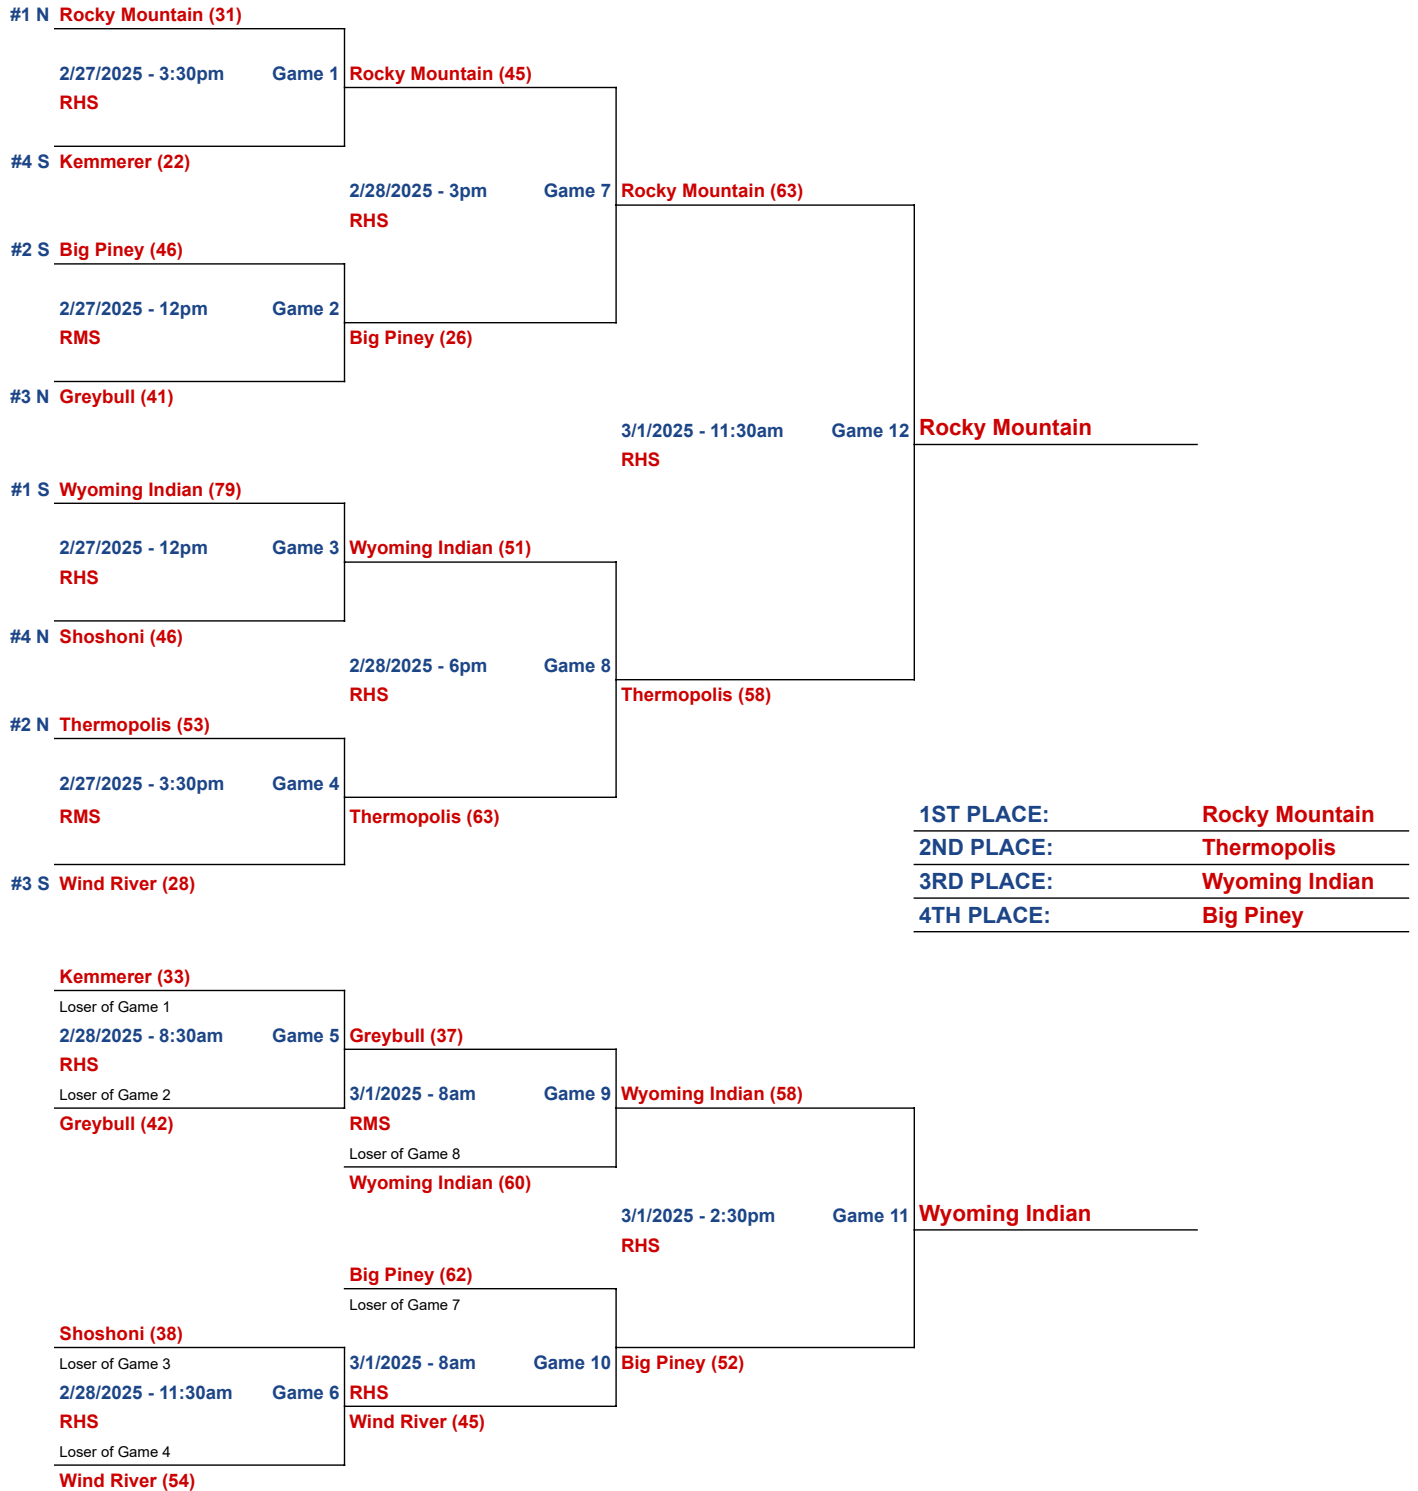 #1 N Rocky Mountain (31)
2/27/2025 - 3:30pm Game 1 Rocky Mountain (45)
RHS
#4 S Kemmerer (22)
2/28/2025 - 3pm Game 7 Rocky Mountain (63)
RHS
#2 S Big Piney (46)
2/27/2025 - 12pm Game 2
RMS Big Piney (26)
#3 N Greybull (41)
3/1/2025 - 11:30am Game 12 Rocky Mountain
RHS
#1 S Wyoming Indian (79)
2/27/2025 - 12pm Game 3 Wyoming Indian (51)
RHS
#4 N Shoshoni (46)
2/28/2025 - 6pm Game 8
RHS Thermopolis (58)
#2 N Thermopolis (53)
2/27/2025 - 3:30pm Game 4
RMS Thermopolis (63)
#3 S Wind River (28)
1ST PLACE: Rocky Mountain
2ND PLACE: Thermopolis
3RD PLACE: Wyoming Indian
4TH PLACE: Big Piney
Kemmerer (33)
Loser of Game 1
2/28/2025 - 8:30am Game 5 Greybull (37)
RHS
Loser of Game 2 3/1/2025 - 8am Game 9 Wyoming Indian (58)
Greybull (42) RMS
Loser of Game 8
Wyoming Indian (60)
3/1/2025 - 2:30pm Game 11 Wyoming Indian
RHS
Big Piney (62)
Loser of Game 7
Shoshoni (38)
Loser of Game 3 3/1/2025 - 8am Game 10 Big Piney (52)
2/28/2025 - 11:30am Game 6 RHS
RHS Wind River (45)
Loser of Game 4
Wind River (54)